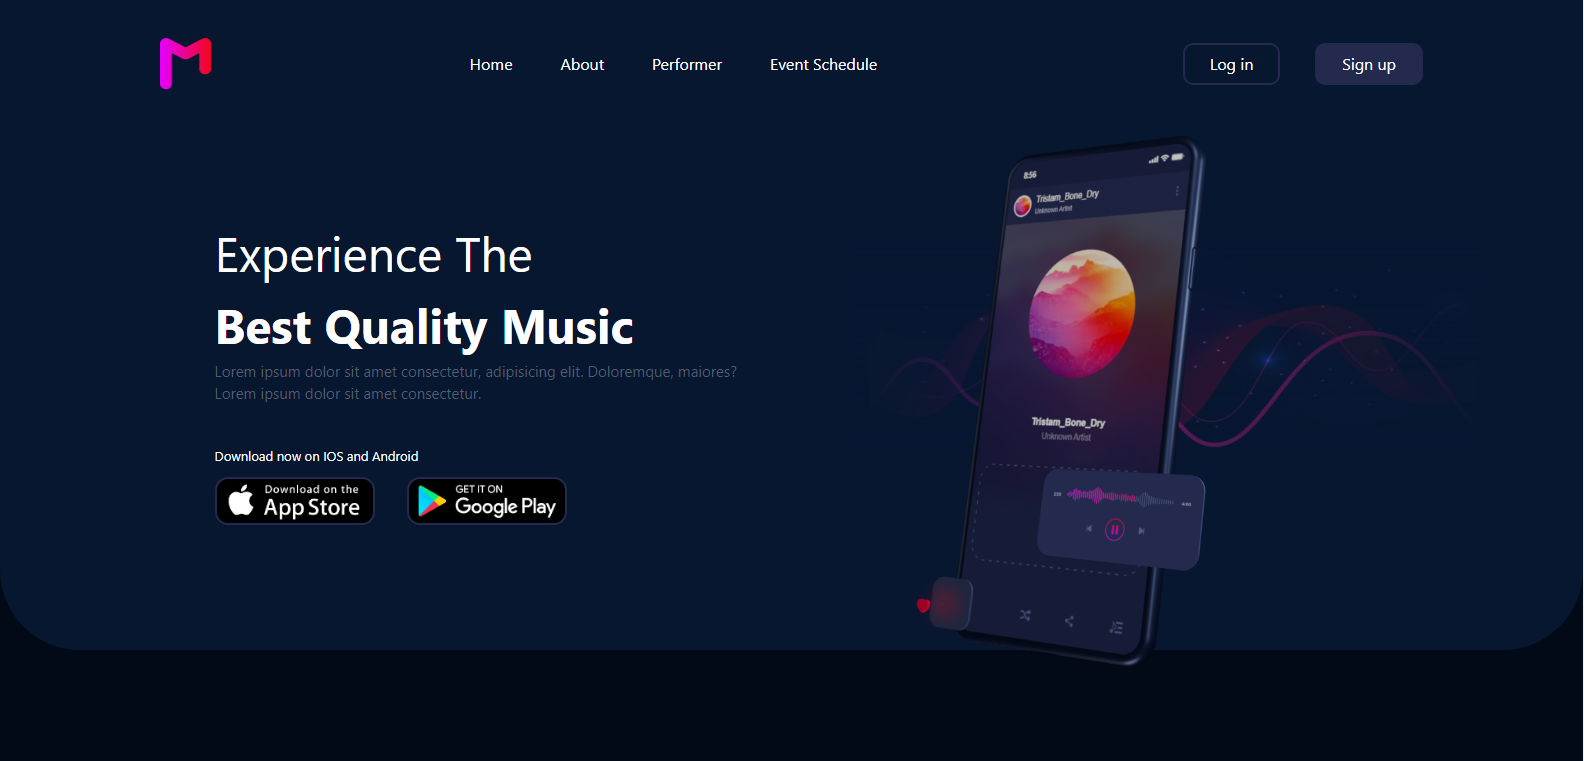 Home About Performer Event Schedule Log in Sign up
8:56
Tristam_Bone_Dry
Unknown Artist
Experience The
Best Quality Music
Lorem ipsum dolor sit amet consectetur, adipisicing elit. Doloremque, maiores?
Lorem ipsum dolor sit amet consectetur.
Tristam_Bone_Dry
Unknown Artist
Download now on IOS and Android
Download on the
App Store
GET IT ON
Google Play